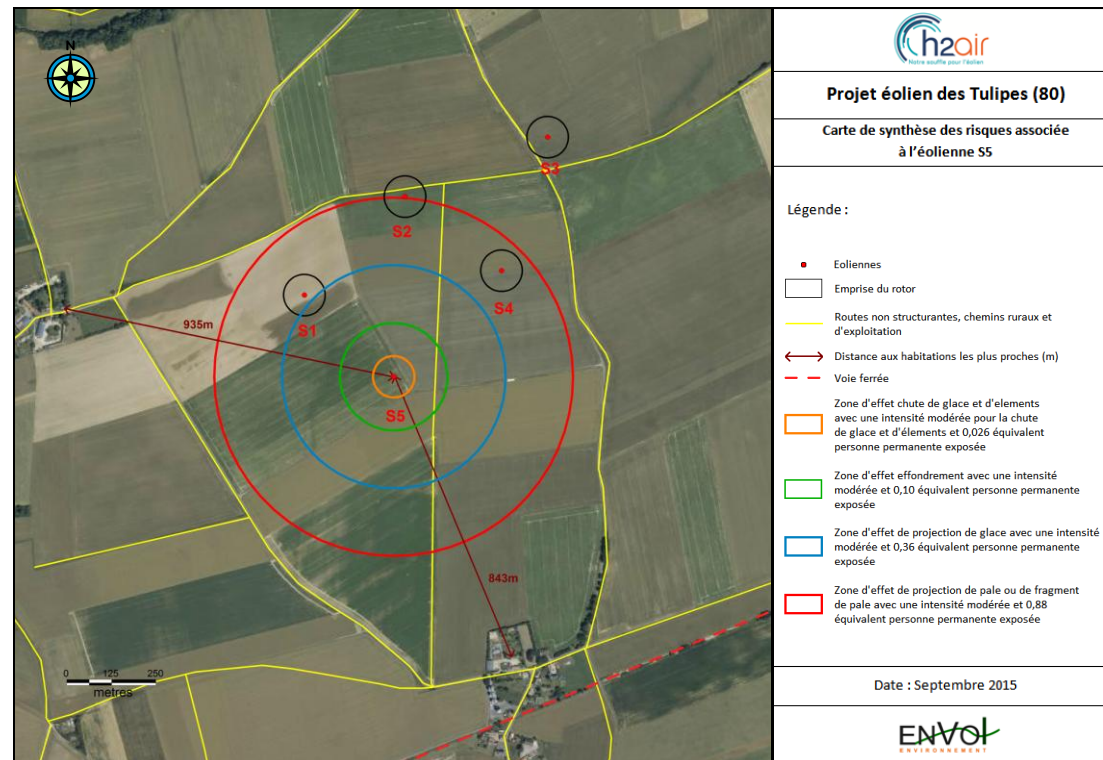 N
S3
S2
S4
S1
935m
S5
843m
0 125 250
metres
h2air
Notre souffle pour l'éolien
Projet éolien des Tulipes (80)
Carte de synthèse des risques associée
à l'éolienne S5
Légende :
Eoliennes
Emprise du rotor
Routes non structurantes, chemins ruraux et
d'exploitation
Distance aux habitations les plus proches (m)
Voie ferrée
Zone d'effet chute de glace et d'elements
avec une intensité modérée pour la chute
de glace et d'élements et 0,026 équivalent
personne permanente exposée
Zone d'effet effondrement avec une intensité
modérée et 0,10 équivalent personne permanente
exposée
Zone d'effet de projection de glace avec une intensité
modérée et 0,36 équivalent personne permanente
exposée
Zone d'effet de projection de pale ou de fragment
de pale avec une intensité modérée et 0,88
équivalent personne permanente exposée
Date : Septembre 2015
ENVOL
ENVIRONNEMENT